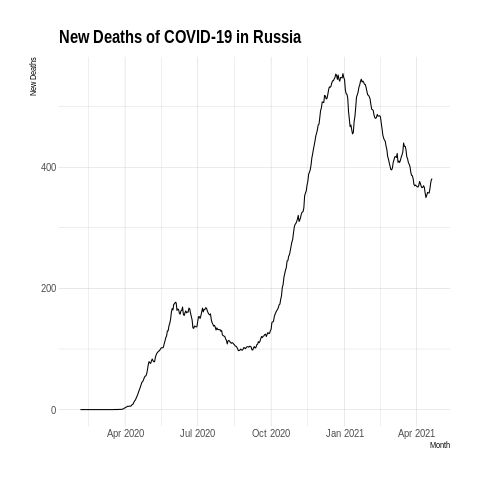 New Deaths of COVID-19 in Russia
New Deaths
400
200
0
Apr 2020 Jul 2020 Oct 2020 Jan 2021 Apr 2021
Month